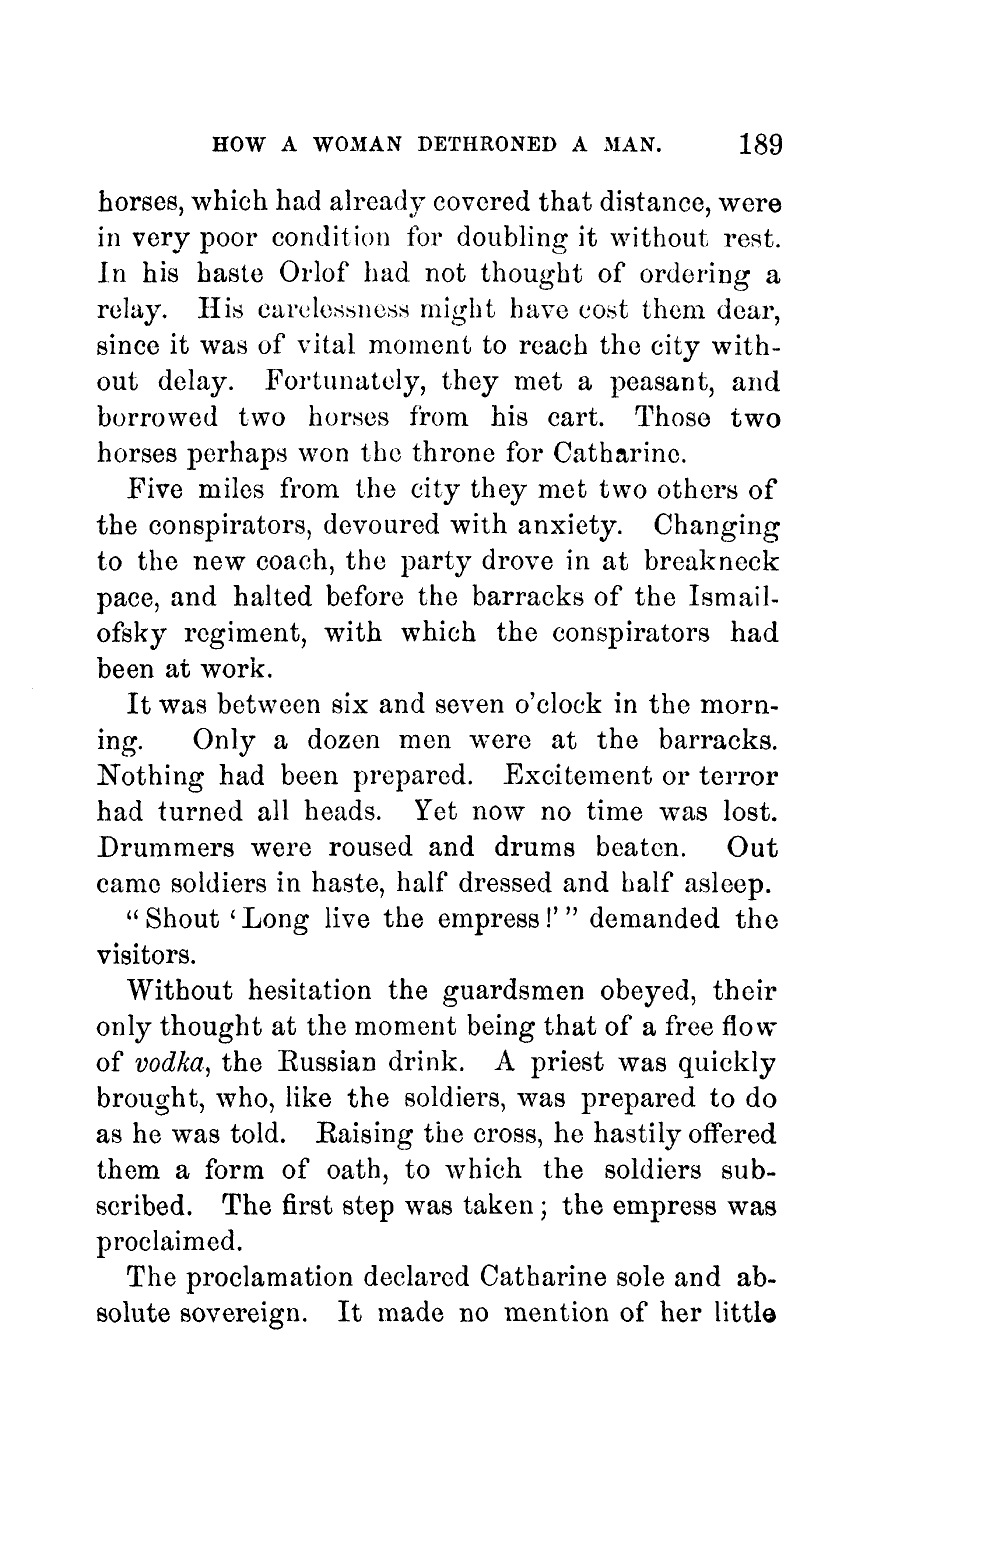 HOW A WOMAN DETHRONED A MAN. 189
horses, which had already covered that distance, were
in very poor condition for doubling it without rest.
In his haste Orlof had not thought of ordering a
relay. His carelessness might have cost them dear,
since it was of vital moment to reach the city with-
out delay. Fortunately, they met a peasant, and
borrowed two horses from his cart. Those two
horses perhaps won the throne for Catharine.
Five miles from the city they met two others of
the conspirators, devoured with anxiety. Changing
to the new coach, the party drove in at breakneck
pace, and halted before the barracks of the Ismail-
ofsky regiment, with which the conspirators had
been at work.
It was between six and seven o'clock in the morn-
ing. Only a dozen men were at the barracks.
Nothing had been prepared. Excitement or terror
had turned all heads. Yet now no time was lost.
Drummers were roused and drums beaten. Out
came soldiers in haste, half dressed and half asleep.
“Shout ‘Long live the empress!’” demanded the
visitors.
Without hesitation the guardsmen obeyed, their
only thought at the moment being that of a free flow
of vodka, the Russian drink. A priest was quickly
brought, who, like the soldiers, was prepared to do
as he was told. Raising the cross, he hastily offered
them a form of oath, to which the soldiers sub-
scribed. The first step was taken; the empress was
proclaimed.
The proclamation declared Catharine sole and ab-
solute sovereign. It made no mention of her little